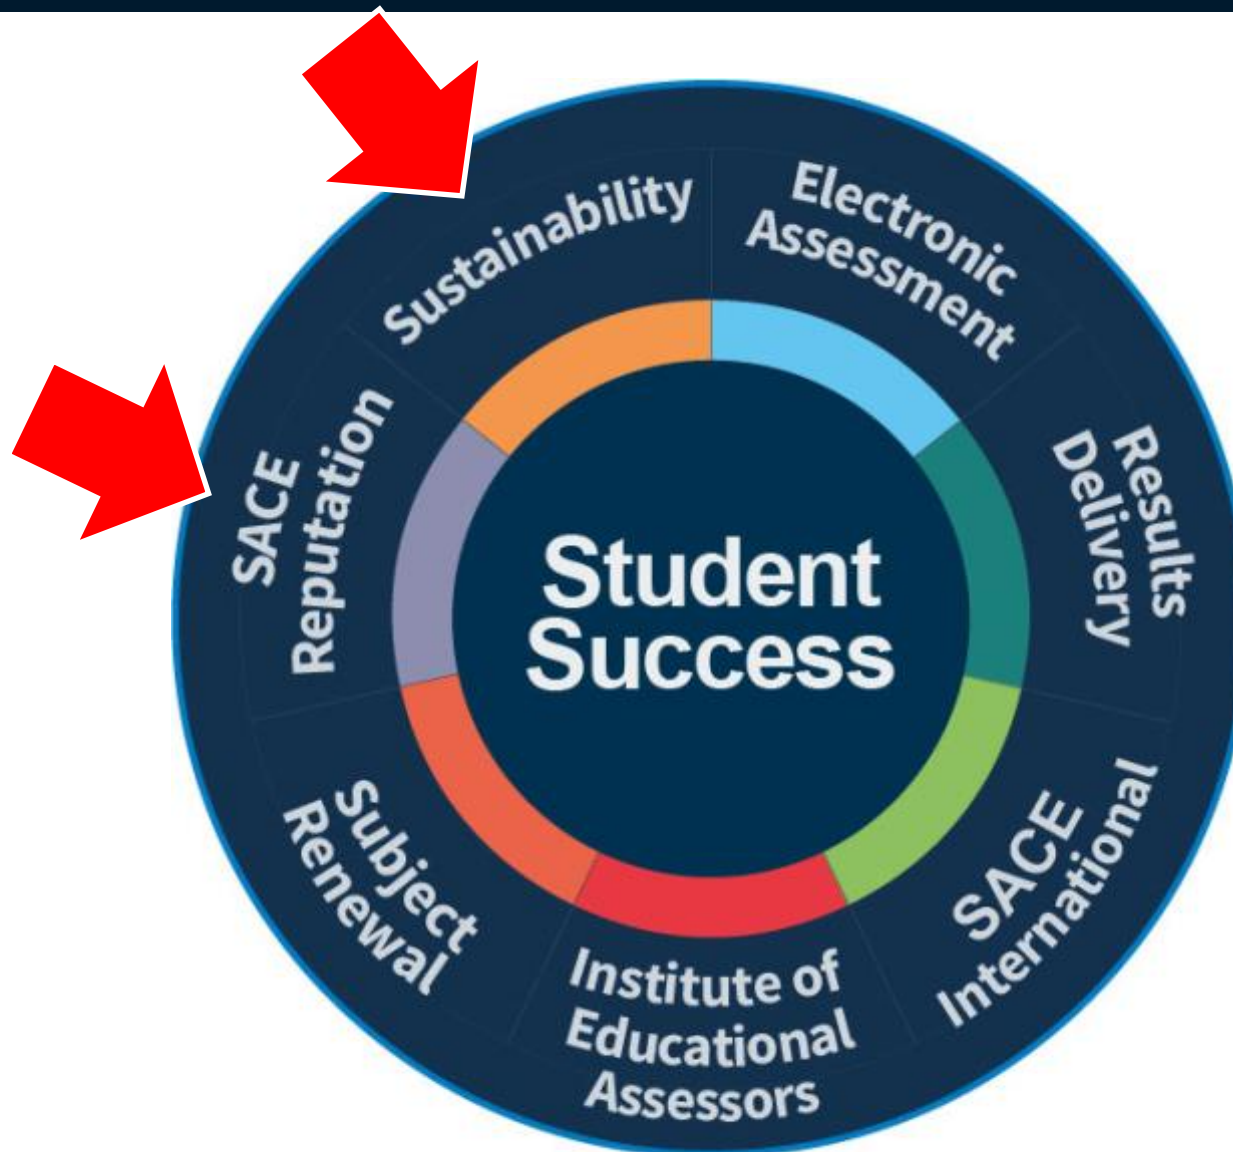 Sustainability
Electronic
Assessment
Results
Delivery
SACE
International
Institute of
Educational
Assessors
Subject
Renewal
SACE
Reputation
Student
Success